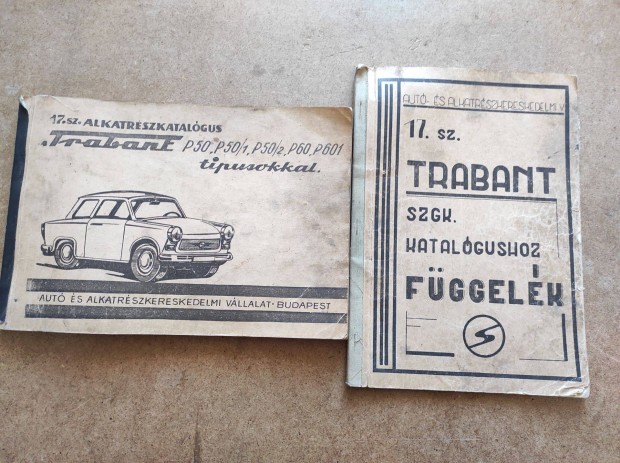 17.sz. ALKATRÉSZKATALÓGUS
Trabant P50, P50/1, P50/2, P60, P601
tipusokkal.
AUTÓ ÉS ALKATRÉSZKERESKEDELMI VÁLLALAT · BUDAPEST
AUTÓ- ÉS ALKATRÉSZKERESKEDELMI V
17. SZ.
TRABANT
SZGK.
KATALÓGUSHOZ
FÜGGELÉK